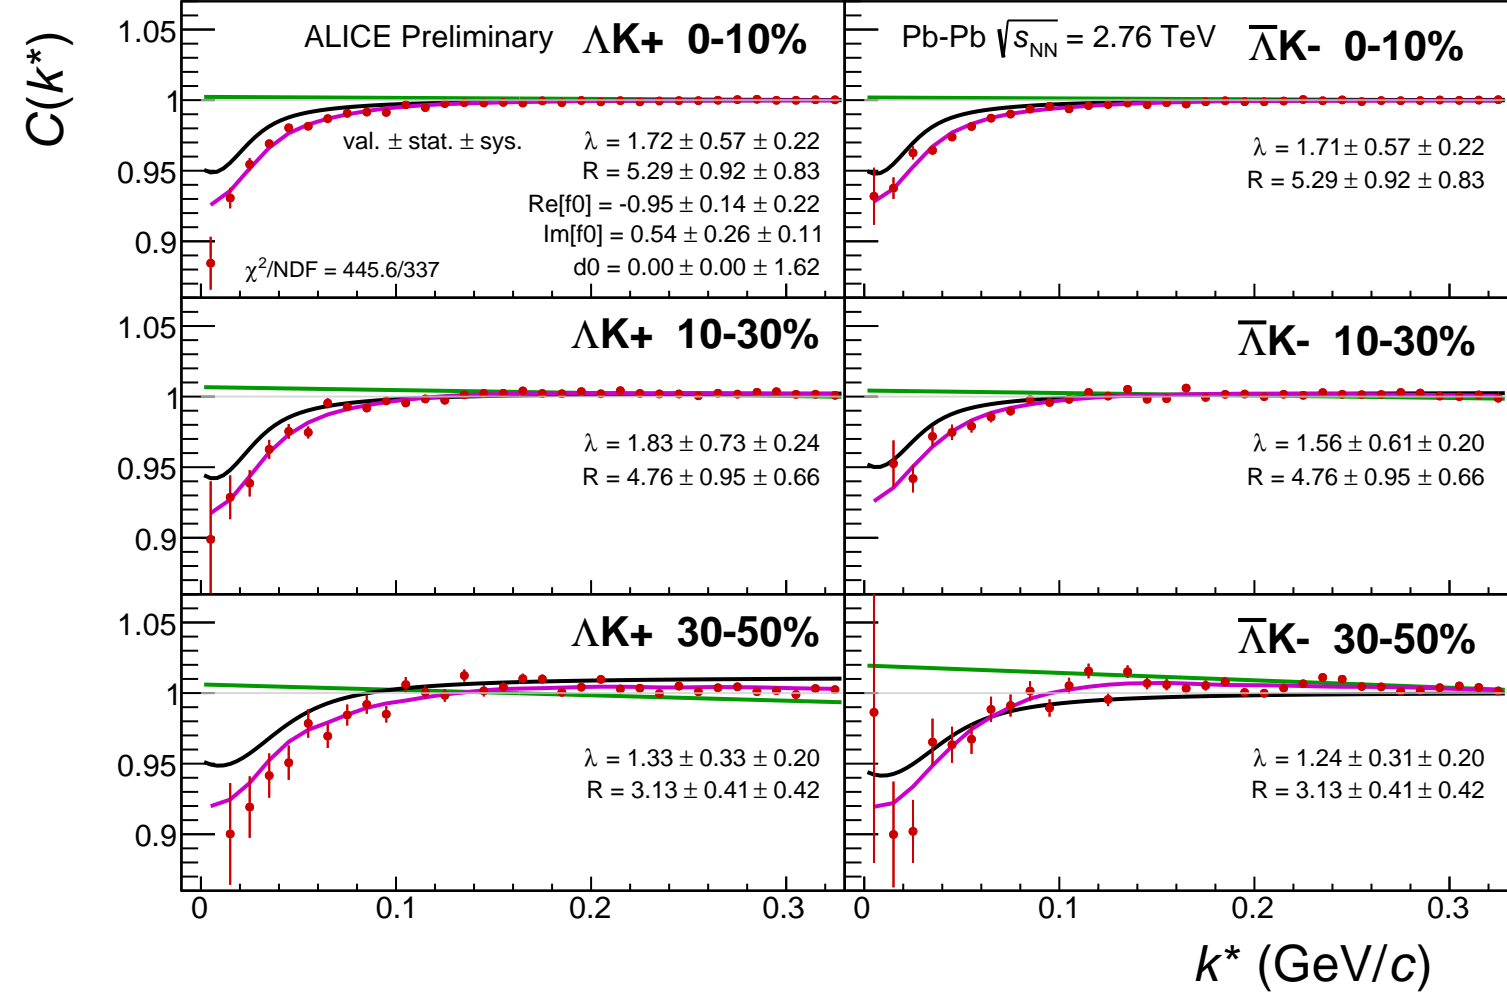 C(k*)
ALICE Preliminary ΛK+ 0-10%
1.05
1
0.95
0.9
val. ± stat. ± sys.
λ = 1.72 ± 0.57 ± 0.22
R = 5.29 ± 0.92 ± 0.83
Re[f0] = -0.95 ± 0.14 ± 0.22
Im[f0] = 0.54 ± 0.26 ± 0.11
d0 = 0.00 ± 0.00 ± 1.62
χ²/NDF = 445.6/337
Pb-Pb √sNN = 2.76 TeV Λ̅K- 0-10%
λ = 1.71± 0.57 ± 0.22
R = 5.29 ± 0.92 ± 0.83
ΛK+ 10-30%
1.05
1
0.95
0.9
λ = 1.83 ± 0.73 ± 0.24
R = 4.76 ± 0.95 ± 0.66
Λ̅K- 10-30%
λ = 1.56 ± 0.61 ± 0.20
R = 4.76 ± 0.95 ± 0.66
ΛK+ 30-50%
1.05
1
0.95
0.9
λ = 1.33 ± 0.33 ± 0.20
R = 3.13 ± 0.41 ± 0.42
Λ̅K- 30-50%
λ = 1.24 ± 0.31 ± 0.20
R = 3.13 ± 0.41 ± 0.42
0 0.1 0.2 0.3
0 0.1 0.2 0.3
k* (GeV/c)